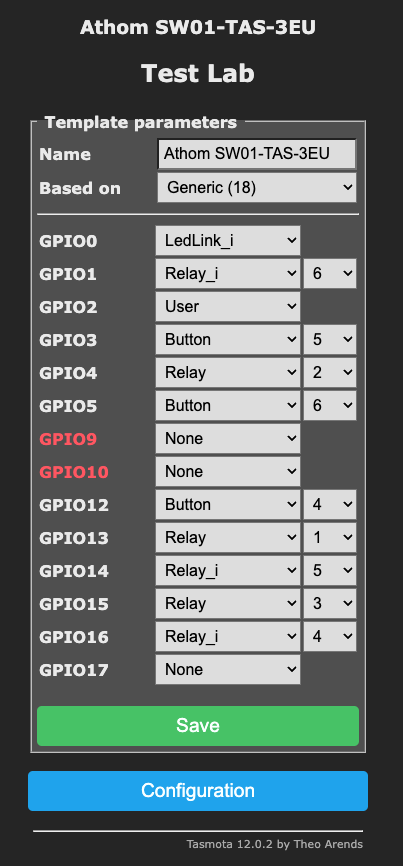 Athom SW01-TAS-3EU
Test Lab
Template parameters
Name Athom SW01-TAS-3EU
Based on Generic (18)
GPIO0 LedLink_i
GPIO1 Relay_i 6
GPIO2 User
GPIO3 Button 5
GPIO4 Relay 2
GPIO5 Button 6
GPIO9 None
GPIO10 None
GPIO12 Button 4
GPIO13 Relay 1
GPIO14 Relay_i 5
GPIO15 Relay 3
GPIO16 Relay_i 4
GPIO17 None
Save
Configuration
Tasmota 12.0.2 by Theo Arends